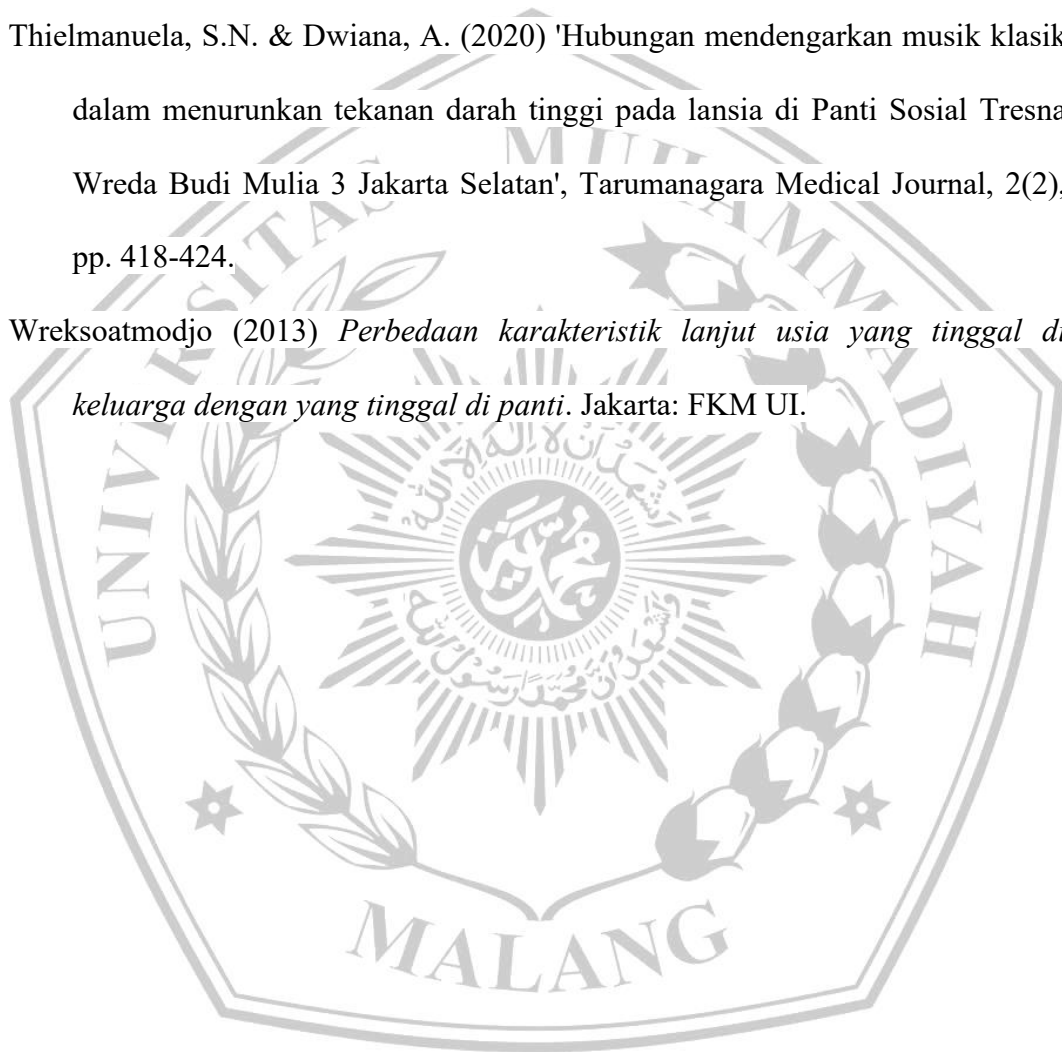 Thielmanuela, S.N. & Dwiana, A. (2020) 'Hubungan mendengarkan musik klasik
dalam menurunkan tekanan darah tinggi pada lansia di Panti Sosial Tresna
Wreda Budi Mulia 3 Jakarta Selatan', Tarumanagara Medical Journal, 2(2),
pp. 418-424.
Wreksoatmodjo (2013) Perbedaan karakteristik lanjut usia yang tinggal di
keluarga dengan yang tinggal di panti. Jakarta: FKM UI.
UNIVERSITAS MUHAMMADIYAH
MALANG